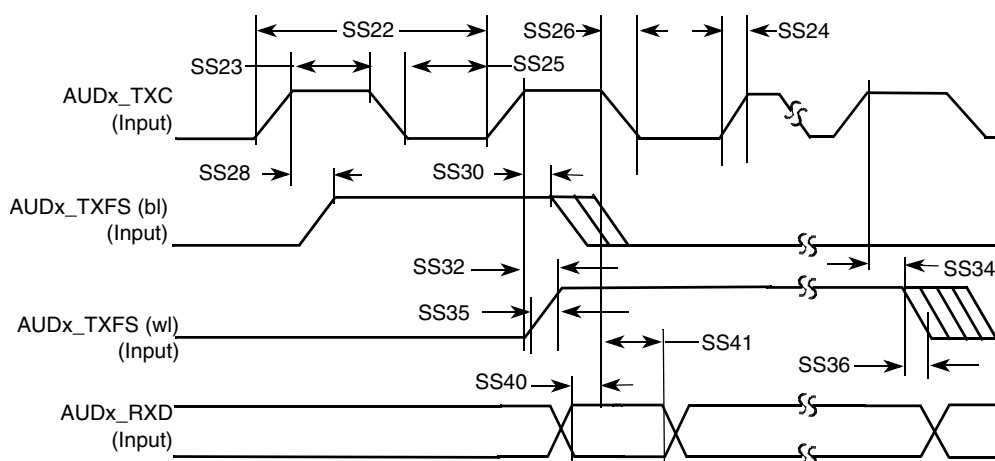 SS22
SS26
SS24
SS23
SS25
AUDx_TXC
(Input)
SS28
SS30
AUDx_TXFS (bl)
(Input)
SS32
SS34
SS35
AUDx_TXFS (wl)
(Input)
SS41
SS36
SS40
AUDx_RXD
(Input)